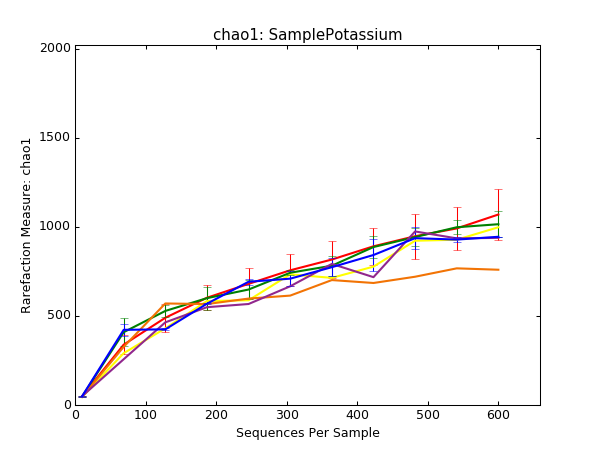 chao1: SamplePotassium
Rarefaction Measure: chao1
2000
1500
1000
500
0
0 100 200 300 400 500 600
Sequences Per Sample